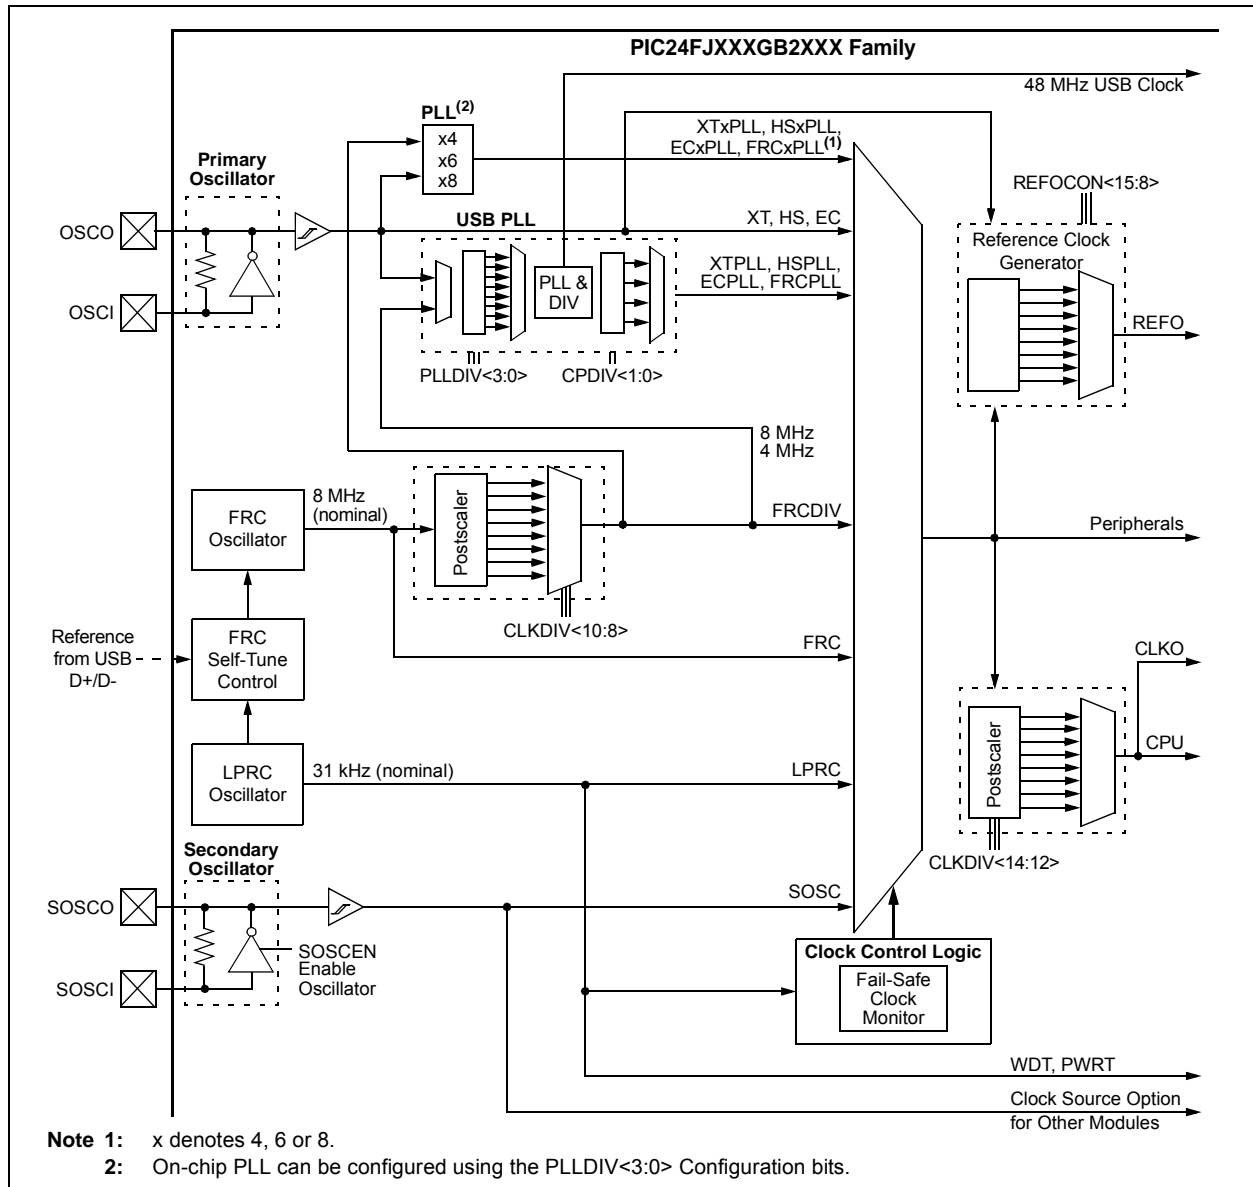 PIC24FJXXXGB2XXX Family
48 MHz USB Clock
PLL(2)
x4
x6
x8
XTxPLL, HSxPLL,
ECxPLL, FRCxPLL(1)
Primary
Oscillator
REFOCON<15:8>
OSCO
USB PLL
XT, HS, EC
Reference Clock
Generator
PLL &
DIV
XTPLL, HSPLL,
ECPLL, FRCPLL
OSCI
REFO
PLLDIV<3:0>
CPDIV<1:0>
8 MHz
4 MHz
FRC
Oscillator
8 MHz
(nominal)
Postscaler
FRCDIV
Peripherals
CLKDIV<10:8>
Reference
from USB
D+/D-
FRC
Self-Tune
Control
FRC
CLKO
Postscaler
CPU
LPRC
Oscillator
31 kHz (nominal)
LPRC
CLKDIV<14:12>
Secondary
Oscillator
SOSCO
SOSC
SOSCEN
Enable
Oscillator
SOSCI
Clock Control Logic
Fail-Safe
Clock
Monitor
WDT, PWRT
Clock Source Option
for Other Modules
Note 1: x denotes 4, 6 or 8.
2: On-chip PLL can be configured using the PLLDIV<3:0> Configuration bits.